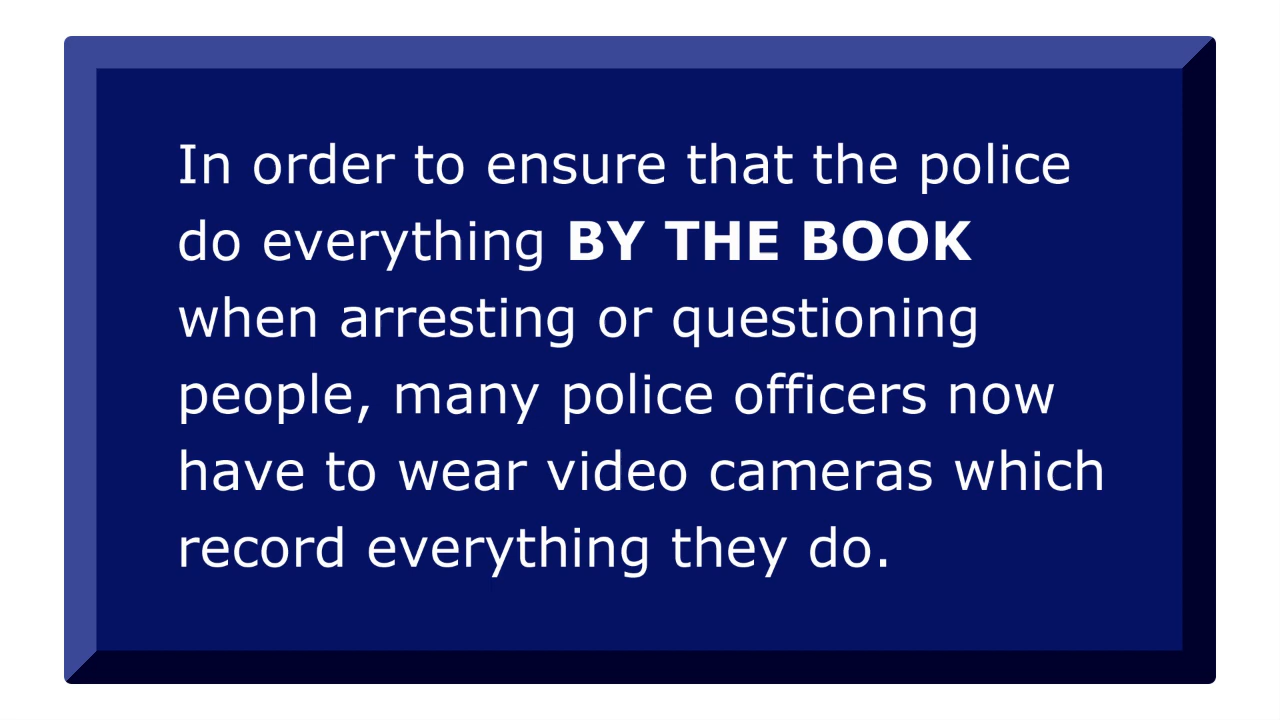 In order to ensure that the police
do everything BY THE BOOK
when arresting or questioning
people, many police officers now
have to wear video cameras which
record everything they do.